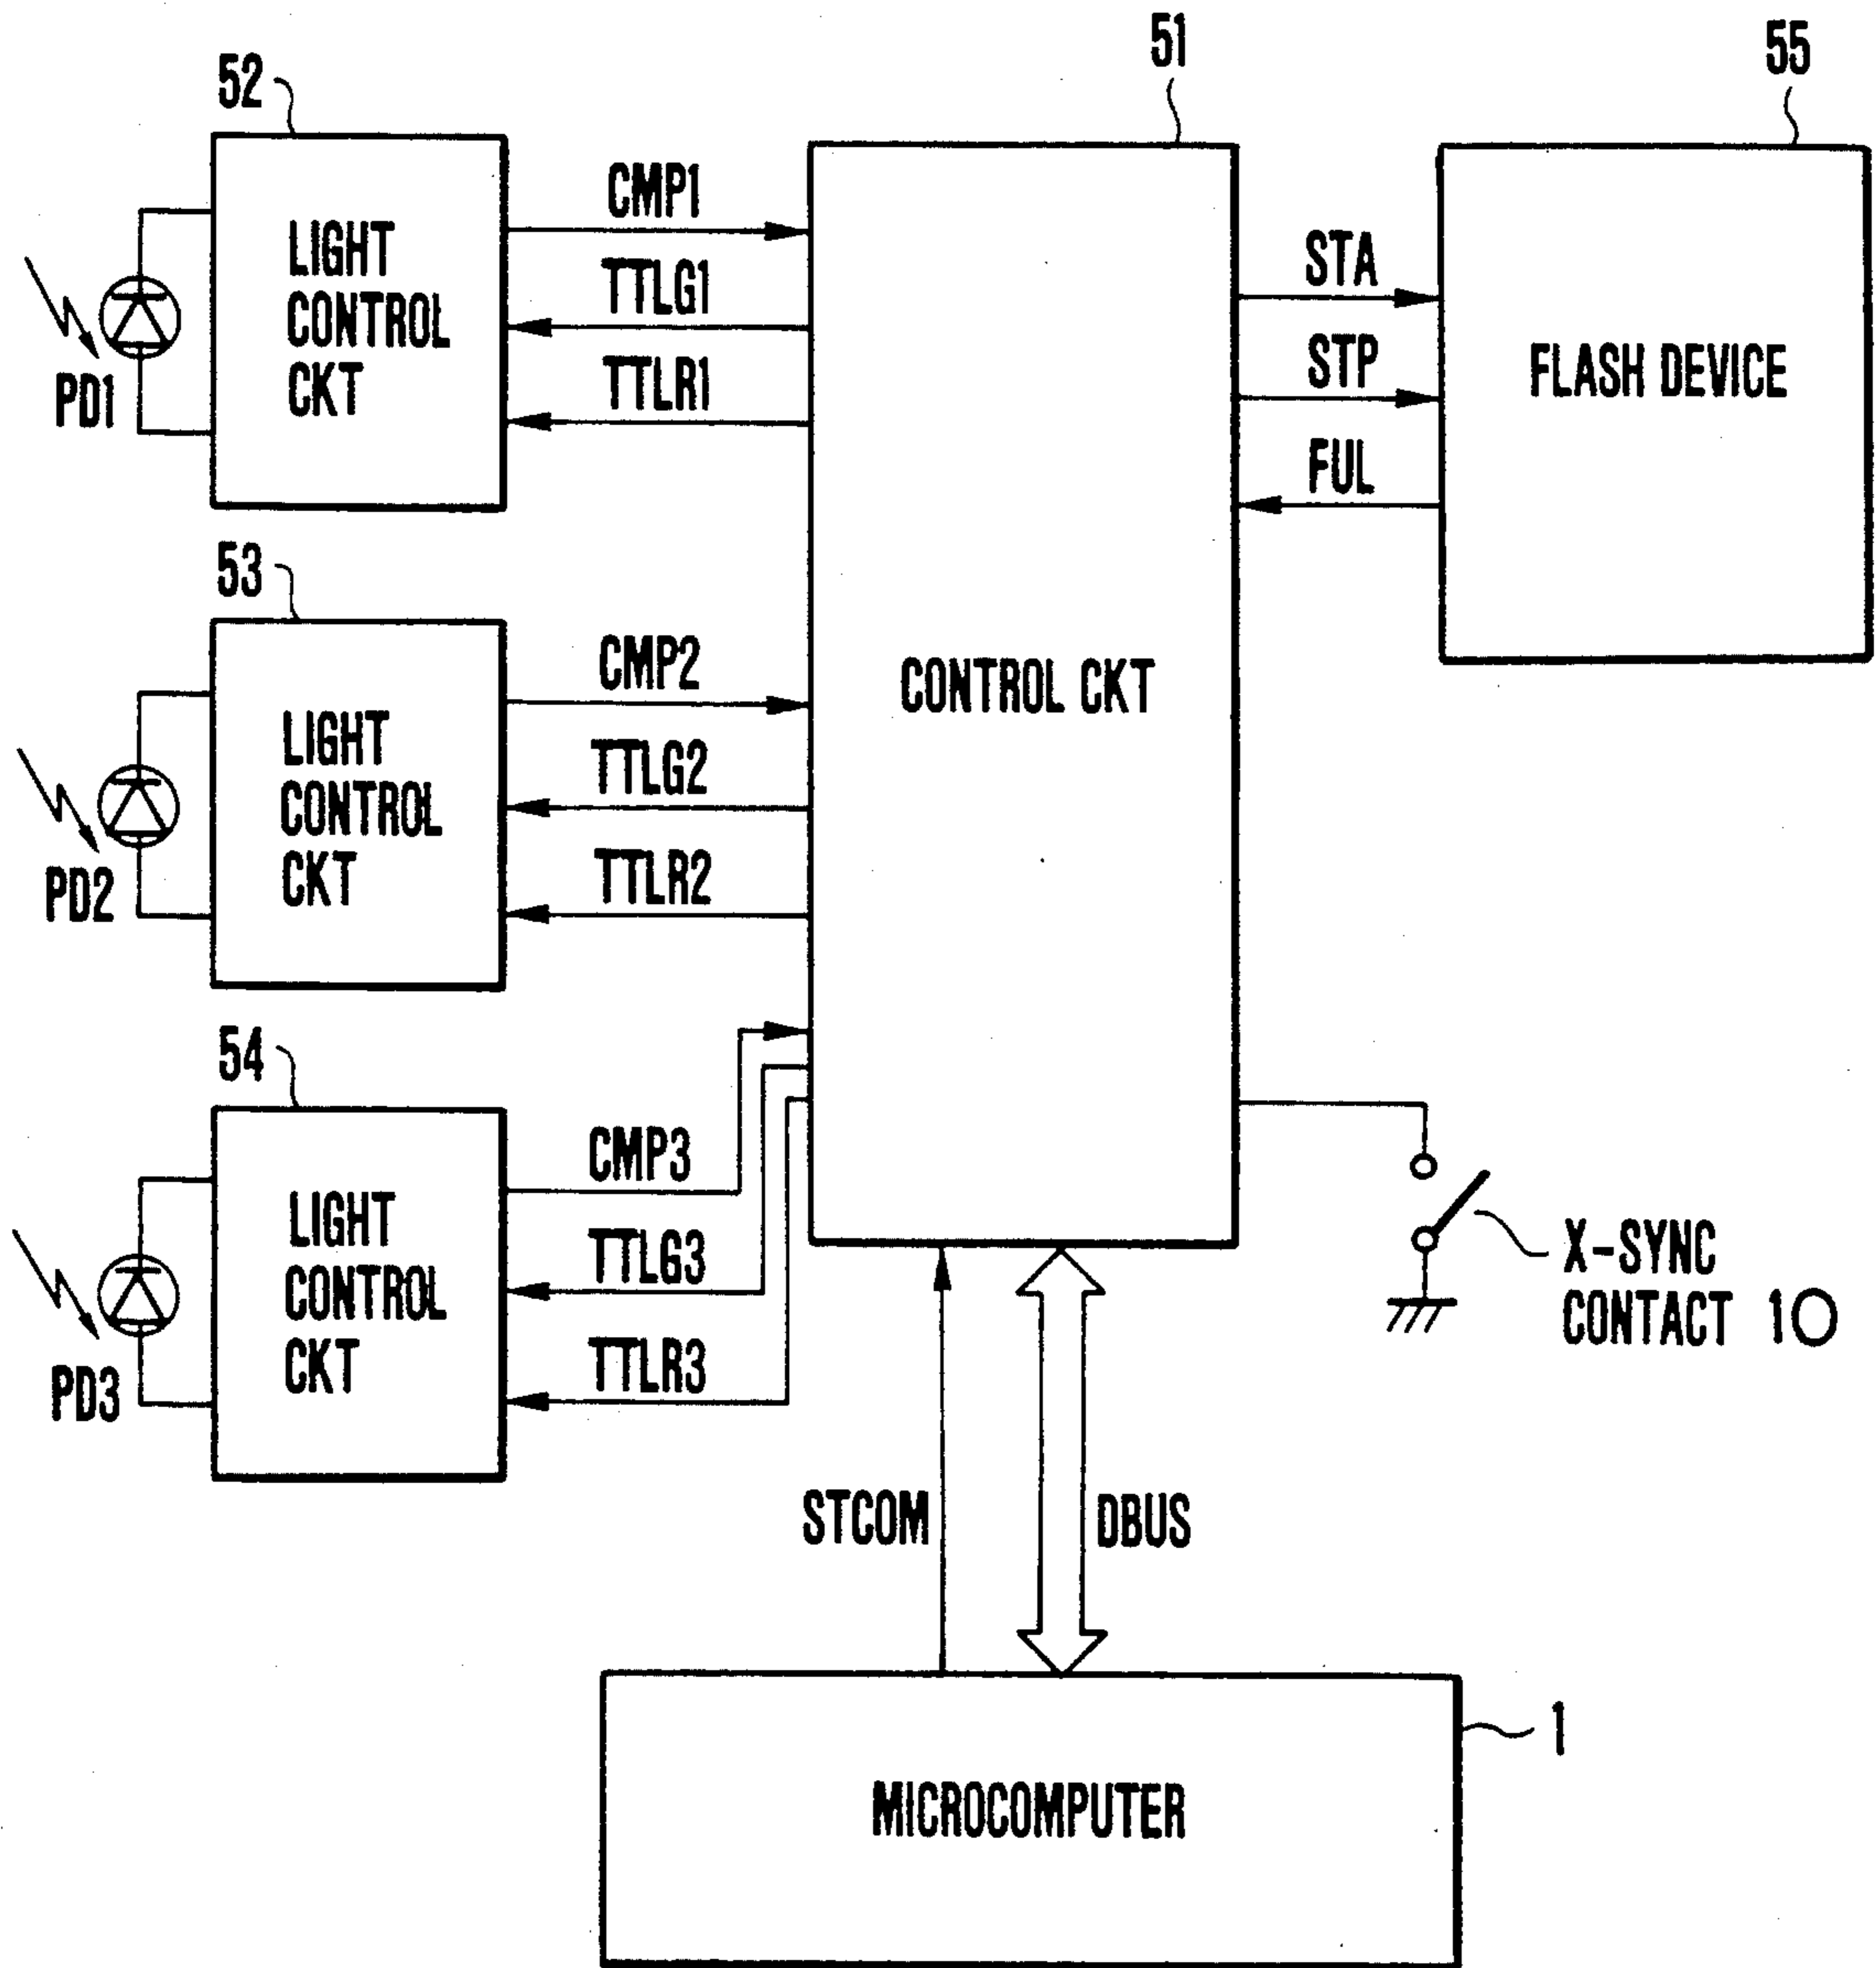 52
51
55
LIGHT
CONTROL
CKT
PD1
CMP1
TTLG1
TTLR1
STA
STP
FUL
FLASH DEVICE
53
LIGHT
CONTROL
CKT
PD2
CMP2
TTLG2
TTLR2
CONTROL CKT
54
LIGHT
CONTROL
CKT
PD3
CMP3
TTLG3
TTLR3
X-SYNC
CONTACT 10
STCOM
DBUS
1
MICROCOMPUTER